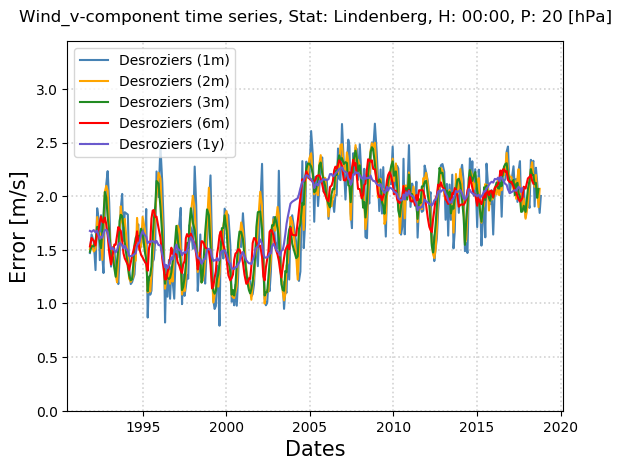 Wind_v-component time series, Stat: Lindenberg, H: 00:00, P: 20 [hPa]
Desroziers (1m)
Desroziers (2m)
Desroziers (3m)
Desroziers (6m)
Desroziers (1y)
Error [m/s]
3.0
2.5
2.0
1.5
1.0
0.5
0.0
1995 2000 2005 2010 2015 2020
Dates